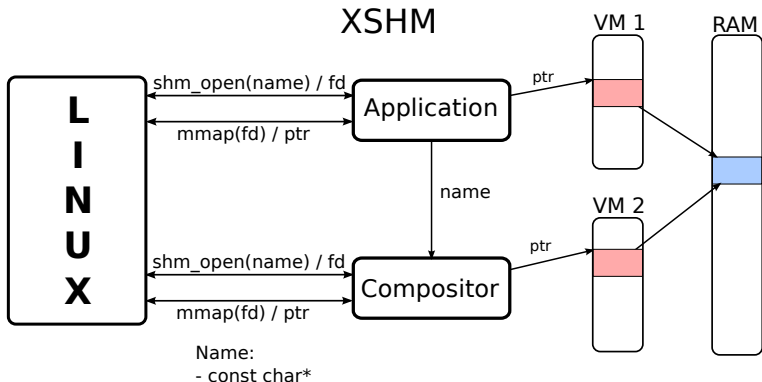 XSHM
VM 1
RAM
L
I
N
U
X
shm_open(name) / fd
mmap(fd) / ptr
Application
ptr
name
VM 2
shm_open(name) / fd
mmap(fd) / ptr
Compositor
ptr
Name:
- const char*